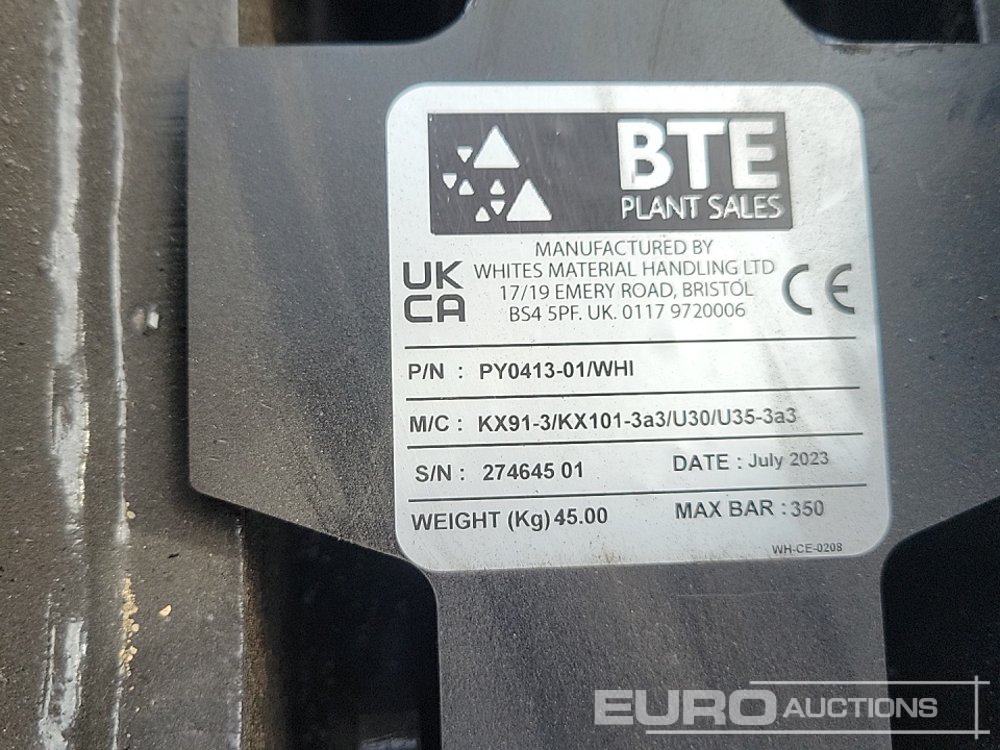 BTE
PLANT SALES
MANUFACTURED BY
WHITES MATERIAL HANDLING LTD
17/19 EMERY ROAD, BRISTOL
BS4 5PF. UK. 0117 9720006
UK
CA
CE
P/N : PY0413-01/WHI
M/C : KX91-3/KX101-3a3/U30/U35-3a3
S/N : 274645 01 DATE : July 2023
WEIGHT (Kg) 45.00 MAX BAR : 350
WH-CE-0208
EURO AUCTIONS